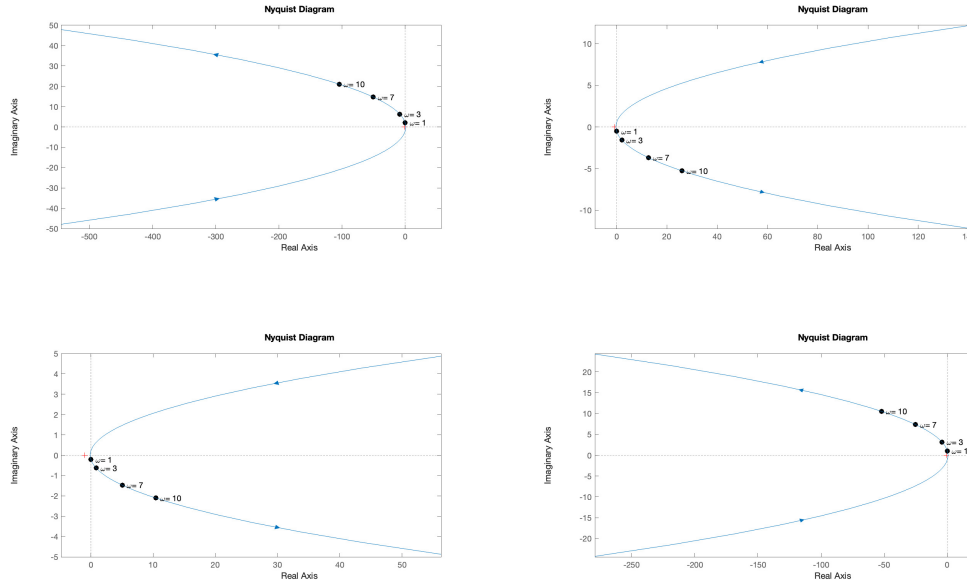 Nyquist Diagram
50
40
30
20
10
0
-10
-20
-30
-40
-50
Imaginary Axis
ω= 10
ω= 7
ω= 3
ω= 1
-500
-400
-300
-200
-100
0
Real Axis
Nyquist Diagram
10
5
0
-5
-10
Imaginary Axis
ω= 1
ω= 3
ω= 7
ω= 10
0
20
40
60
80
100
120
Real Axis
Nyquist Diagram
5
4
3
2
1
0
-1
-2
-3
-4
-5
Imaginary Axis
ω= 1
ω= 3
ω= 7
ω= 10
0
10
20
30
40
50
Real Axis
Nyquist Diagram
20
15
10
5
0
-5
-10
-15
-20
Imaginary Axis
ω= 10
ω= 7
ω= 3
ω= 1
-250
-200
-150
-100
-50
0
Real Axis